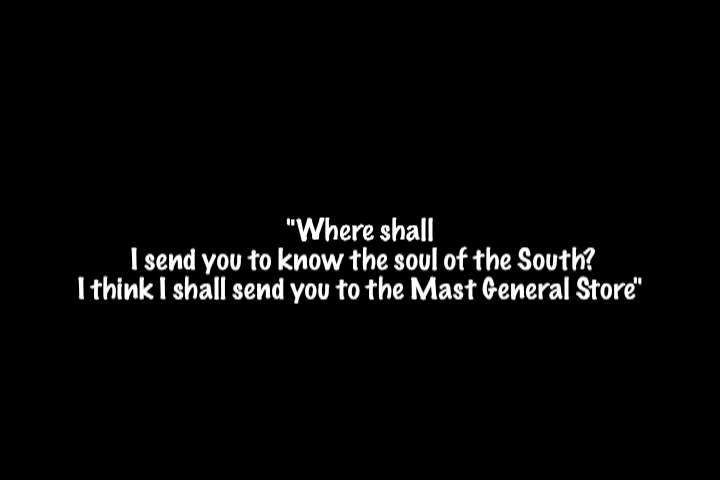 "Where shall
I send you to know the soul of the South?
I think I shall send you to the Mast General Store"